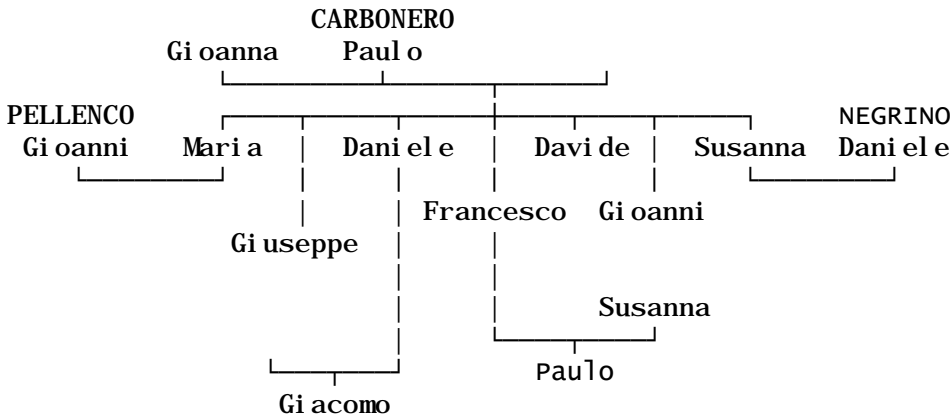 CARBONERO
Gioanna Paulo
PELLENCO NEGRINO
Gioanni Maria Daniele Davide Susanna Daniele
Francesco Gioanni
Giuseppe
Susanna
Paulo
Giacomo